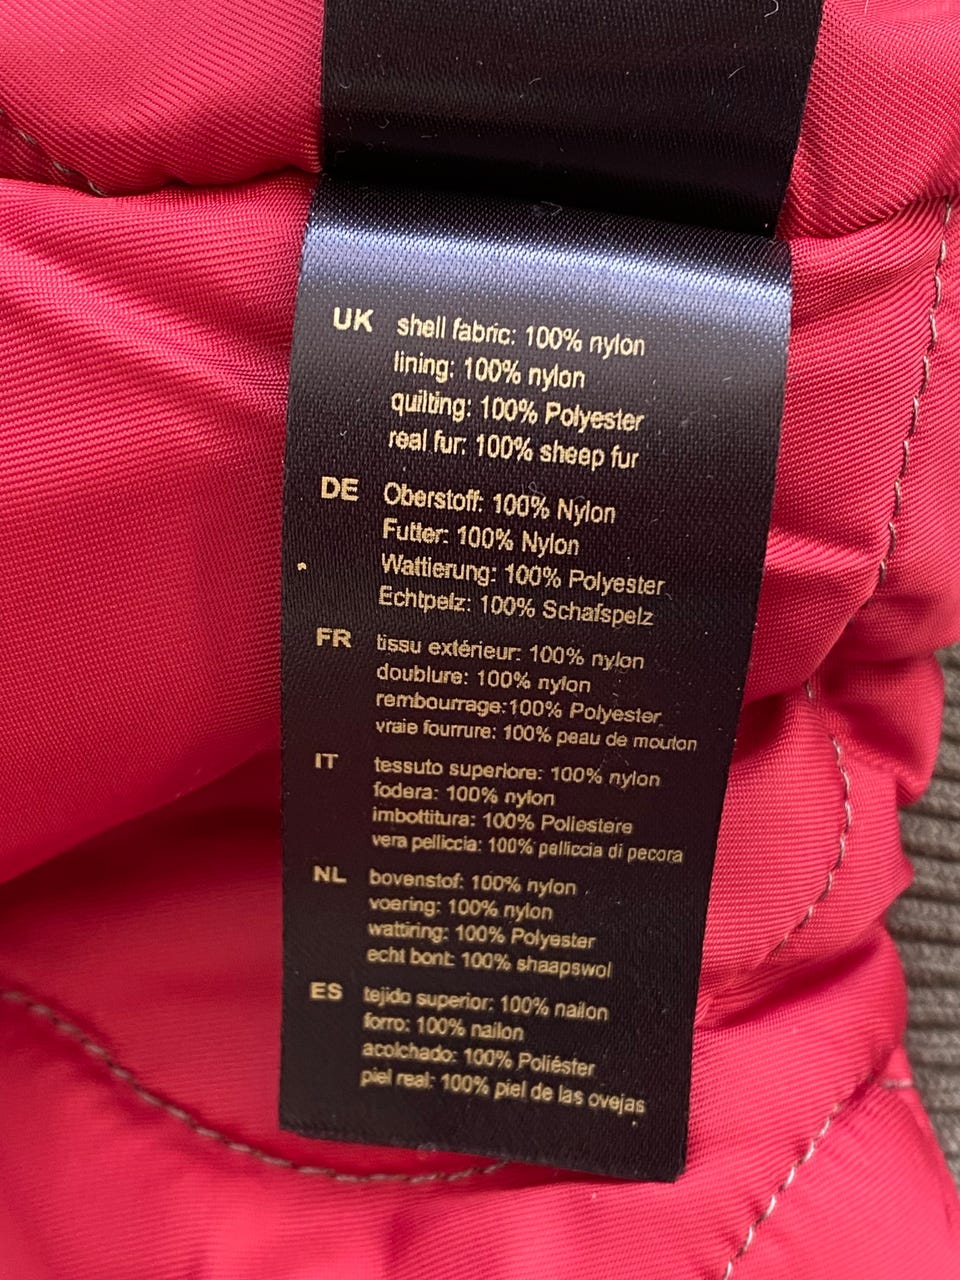 UK shell fabric: 100% nylon
lining: 100% nylon
quilting: 100% Polyester
real fur: 100% sheep fur
DE Oberstoff: 100% Nylon
Futter: 100% Nylon
Wattierung: 100% Polyester
Echtpelz: 100% Schafspelz
FR tissu extérieur: 100% nylon
doublure: 100% nylon
rembourrage:100% Polyester
vraie fourrure: 100% peau de mouton
IT tessuto superiore: 100% nylon
fodera: 100% nylon
imbottitura: 100% Poliestere
vera pelliccia: 100% pelliccia di pecora
NL bovenstof: 100% nylon
voering: 100% nylon
wattiring: 100% Polyester
echt bont: 100% shaapswol
ES tejido superior: 100% nailon
forro: 100% nailon
acolchado: 100% Poliéster
piel real: 100% piel de las ovejas